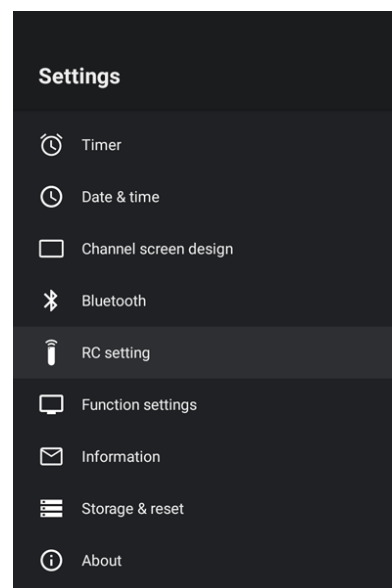 Settings
Timer
Date & time
Channel screen design
Bluetooth
RC setting
Function settings
Information
Storage & reset
About